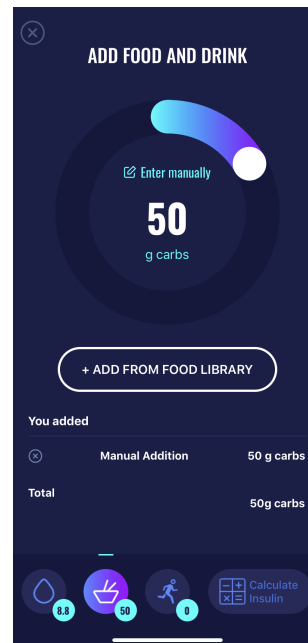 ADD FOOD AND DRINK
Enter manually
50
g carbs
+ ADD FROM FOOD LIBRARY
You added
Manual Addition 50 g carbs
Total
50g carbs
8.8 50 0 Calculate
Insulin